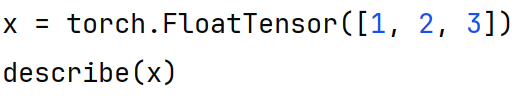 x = torch.FloatTensor([1, 2, 3])
describe(x)